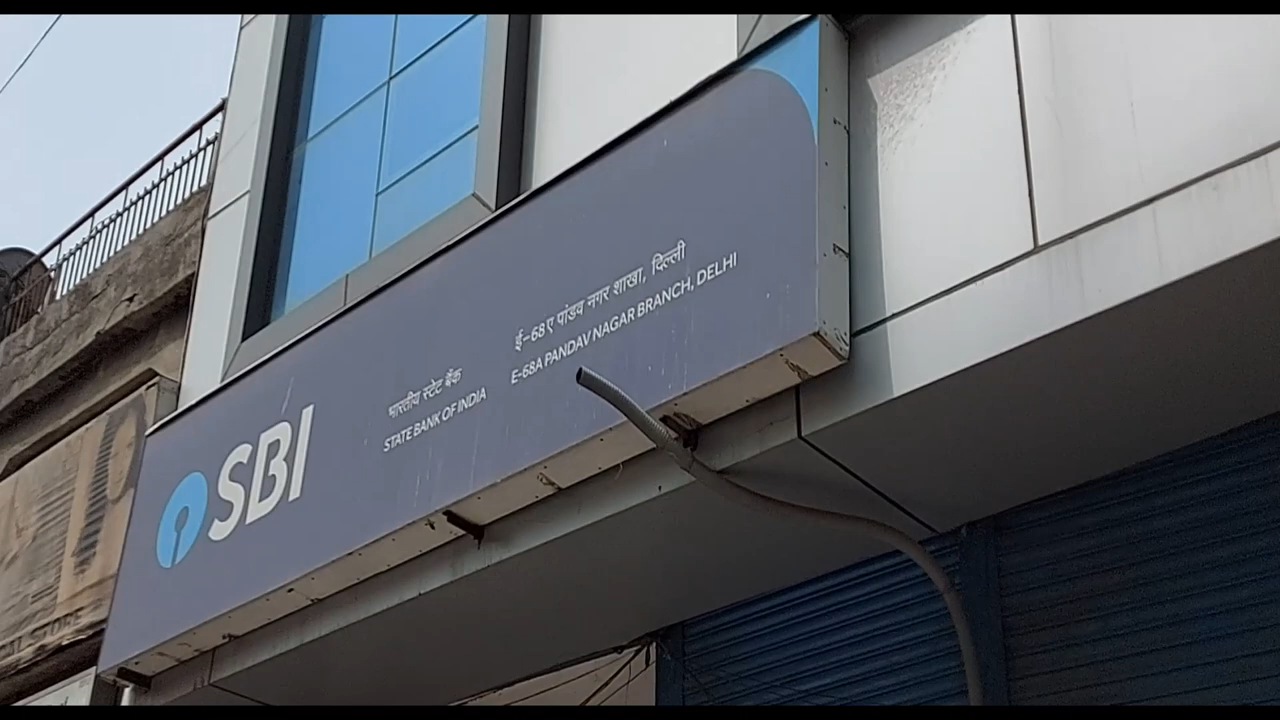 SBI
भारतीय स्टेट बैंक
STATE BANK OF INDIA
ई-68ए पांडव नगर शाखा, दिल्ली
E-68A PANDAV NAGAR BRANCH, DELHI